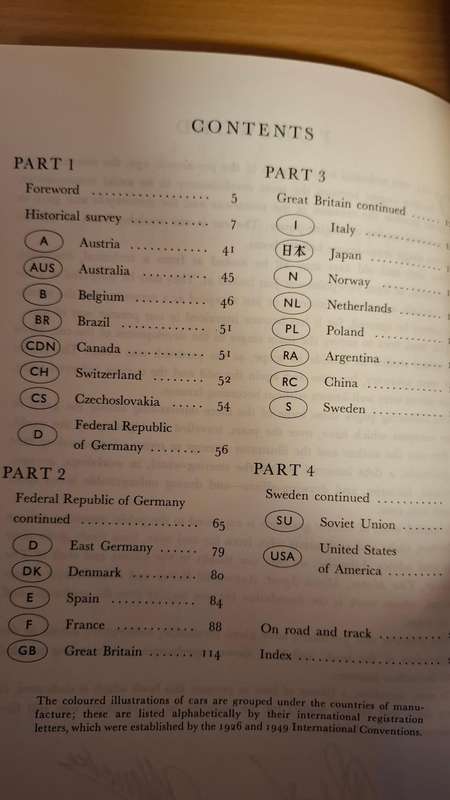 CONTENTS
PART 1
Foreword .................. 5
Historical survey ............ 7
A Austria ............ 41
AUS Australia ........... 45
B Belgium ........... 46
BR Brazil ............. 51
CDN Canada ............ 51
CH Switzerland ........ 52
CS Czechoslovakia ..... 54
D Federal Republic
of Germany ........ 56
PART 2
Federal Republic of Germany
continued .................. 65
D East Germany ...... 79
DK Denmark ........... 80
E Spain ............. 84
F France ............ 88
GB Great Britain ....... 114
PART 3
Great Britain continued ......
I Italy ..............
日本 Japan .............
N Norway ...........
NL Netherlands ........
PL Poland ............
RA Argentina ..........
RC China .............
S Sweden ............
PART 4
Sweden continued ..........
SU Soviet Union .......
USA United States
of America .........
On road and track ..........
Index ......................
The coloured illustrations of cars are grouped under the countries of manu-
facture; these are listed alphabetically by their international registration
letters, which were established by the 1926 and 1949 International Conventions.